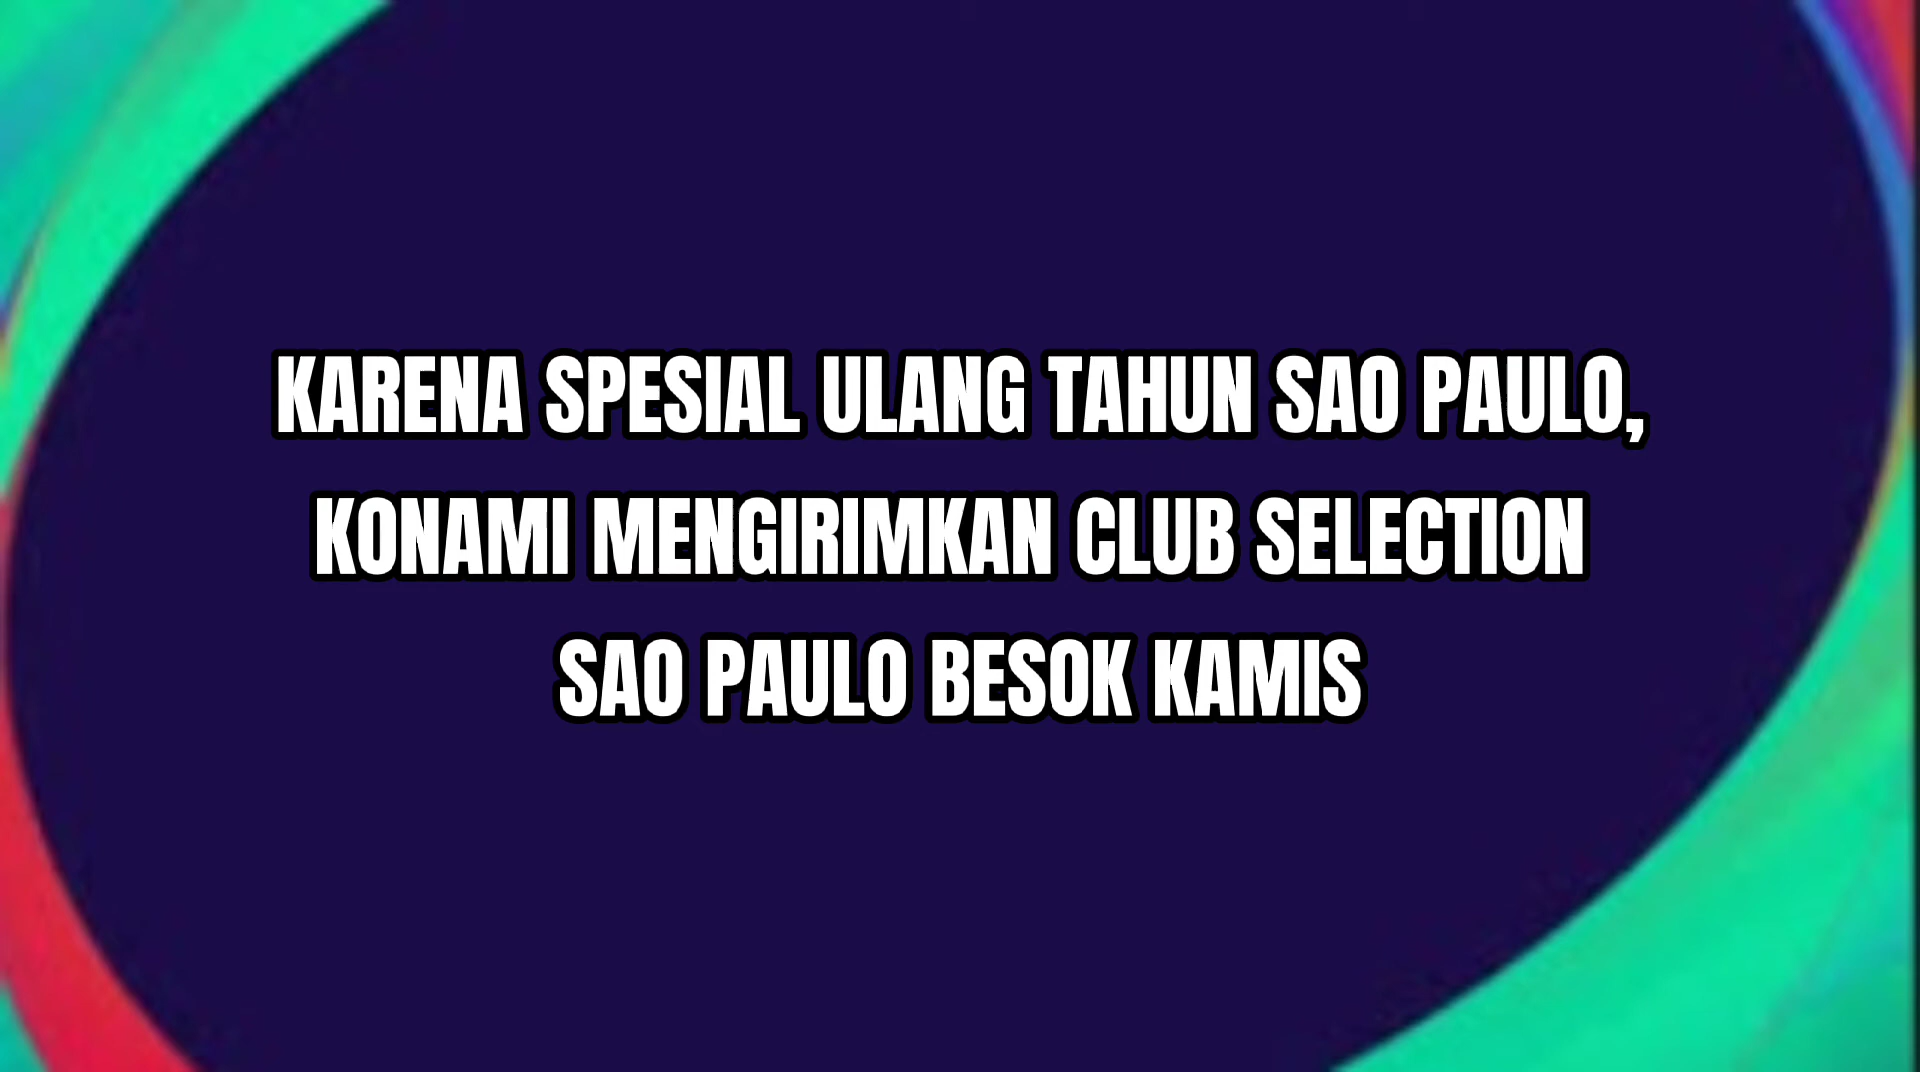 KARENA SPESIAL ULANG TAHUN SAO PAULO,
KONAMI MENGIRIMKAN CLUB SELECTION
SAO PAULO BESOK KAMIS